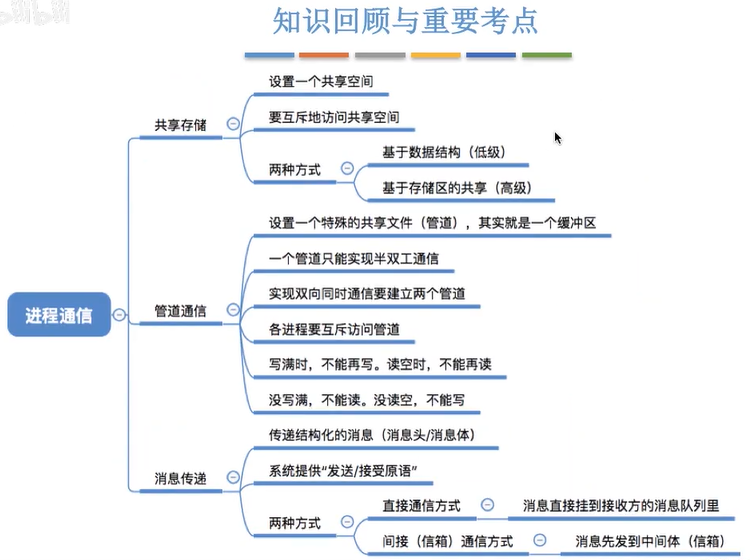 知识回顾与重要考点
设置一个共享空间
要互斥地访问共享空间
共享存储
基于数据结构（低级）
两种方式
基于存储区的共享（高级）
设置一个特殊的共享文件（管道），其实就是一个缓冲区
一个管道只能实现半双工通信
实现双向同时通信要建立两个管道
进程通信
管道通信
各进程要互斥访问管道
写满时，不能再写。读空时，不能再读
没写满，不能读。没读空，不能写
传递结构化的消息（消息头/消息体）
消息传递
系统提供“发送/接受原语”
直接通信方式
消息直接挂到接收方的消息队列里
两种方式
间接（信箱）通信方式
消息先发到中间体（信箱）